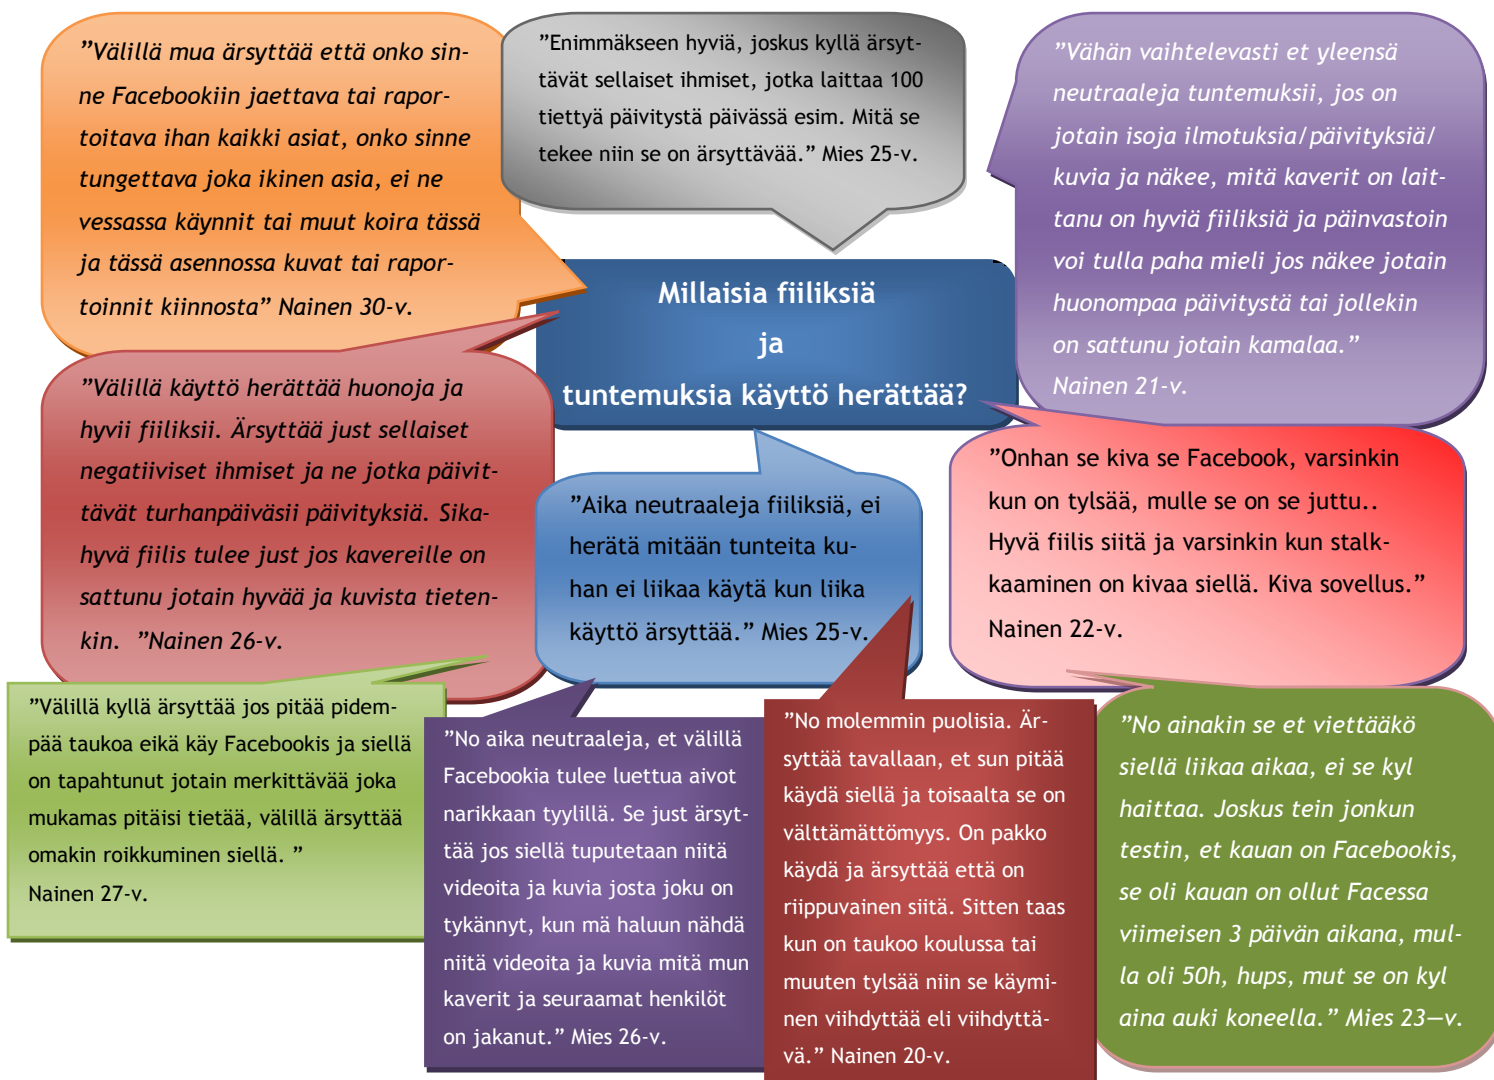 ”Välillä mua ärsyttää että onko sin-
ne Facebookiin jaettava tai rapor-
toitava ihan kaikki asiat, onko sinne
tungettava joka ikinen asia, ei ne
vessassa käynnit tai muut koira tässä
ja tässä asennossa kuvat tai rapor-
toinnit kiinnosta” Nainen 30-v.
”Enimmäkseen hyviä, joskus kyllä ärsyt-
tävät sellaiset ihmiset, jotka laittaa 100
tiettyä päivitystä päivässä esim. Mitä se
tekee niin se on ärsyttävää.” Mies 25-v.
”Vähän vaihtelevasti et yleensä
neutraaleja tuntemuksii, jos on
jotain isoja ilmotuksia/päivityksiä/
kuvia ja näkee, mitä kaverit on lait-
tanu on hyviä fiiliksiä ja päinvastoin
voi tulla paha mieli jos näkee jotain
huonompaa päivitystä tai jollekin
on sattunu jotain kamalaa.”
Nainen 21-v.
Millaisia fiiliksiä
ja
tuntemuksia käyttö herättää?
”Välillä käyttö herättää huonoja ja
hyvii fiiliksii. Ärsyttää just sellaiset
negatiiviset ihmiset ja ne jotka päivit-
tävät turhanpäiväsii päivityksiä. Sika-
hyvä fiilis tulee just jos kavereille on
sattunu jotain hyvää ja kuvista tieten-
kin.  ”Nainen 26-v.
”Aika neutraaleja fiiliksiä, ei
herätä mitään tunteita ku-
han ei liikaa käytä kun liika
käyttö ärsyttää.” Mies 25-v.
”Onhan se kiva se Facebook, varsinkin
kun on tylsää, mulle se on se juttu..
Hyvä fiilis siitä ja varsinkin kun stalk-
kaaminen on kivaa siellä. Kiva sovellus.”
Nainen 22-v.
”Välillä kyllä ärsyttää jos pitää pidem-
pää taukoa eikä käy Facebookis ja siellä
on tapahtunut jotain merkittävää joka
mukamas pitäisi tietää, välillä ärsyttää
omakin roikkuminen siellä. ”
Nainen 27-v.
”No aika neutraaleja, et välillä
Facebookia tulee luettua aivot
narikkaan tyylillä. Se just ärsyt-
tää jos siellä tuputetaan niitä
videoita ja kuvia josta joku on
tykännyt, kun mä haluun nähdä
niitä videoita ja kuvia mitä mun
kaverit ja seuraamat henkilöt
on jakanut.” Mies 26-v.
”No molemmin puolisia. Är-
syttää tavallaan, et sun pitää
käydä siellä ja toisaalta se on
välttämättömyys. On pakko
käydä ja ärsyttää että on
riippuvainen siitä. Sitten taas
kun on taukoo koulussa tai
muuten tylsää niin se käymi-
nen viihdyttää eli viihdyttä-
vä.” Nainen 20-v.
”No ainakin se et viettääkö
siellä liikaa aikaa, ei se kyl
haittaa. Joskus tein jonkun
testin, et kauan on Facebookis,
se oli kauan on ollut Facessa
viimeisen 3 päivän aikana, mul-
la oli 50h, hups, mut se on kyl
aina auki koneella.” Mies 23—v.